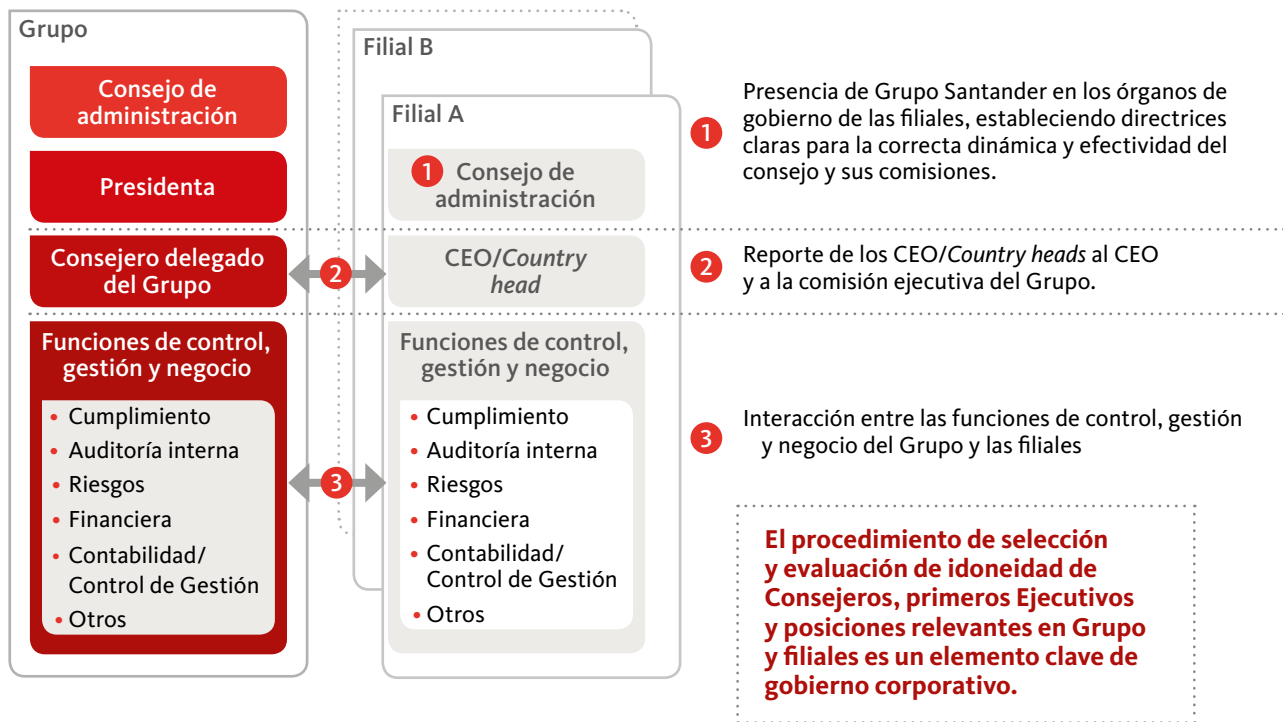 Grupo
Consejo de
administración
Presidenta
Consejero delegado
del Grupo
Funciones de control,
gestión y negocio
• Cumplimiento
• Auditoría interna
• Riesgos
• Financiera
• Contabilidad/
Control de Gestión
• Otros
2
3
Filial B
Filial A
1 Consejo de
administración
CEO/Country
head
Funciones de control,
gestión y negocio
• Cumplimiento
• Auditoría interna
• Riesgos
• Financiera
• Contabilidad/
Control de Gestión
• Otros
1
Presencia de Grupo Santander en los órganos de
gobierno de las filiales, estableciendo directrices
claras para la correcta dinámica y efectividad del
consejo y sus comisiones.
2
Reporte de los CEO/Country heads al CEO
y a la comisión ejecutiva del Grupo.
3
Interacción entre las funciones de control, gestión
y negocio del Grupo y las filiales
El procedimiento de selección
y evaluación de idoneidad de
Consejeros, primeros Ejecutivos
y posiciones relevantes en Grupo
y filiales es un elemento clave de
gobierno corporativo.